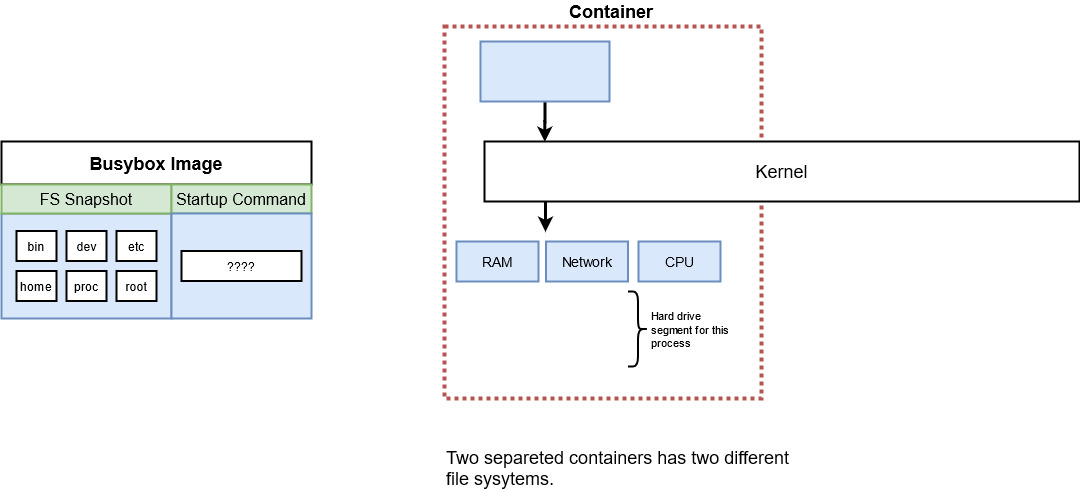 Container
Kernel
Busybox Image
FS Snapshot
Startup Command
bin
dev
etc
home
proc
root
????
RAM
Network
CPU
Hard drive
segment for this
process
Two separeted containers has two different
file sysytems.